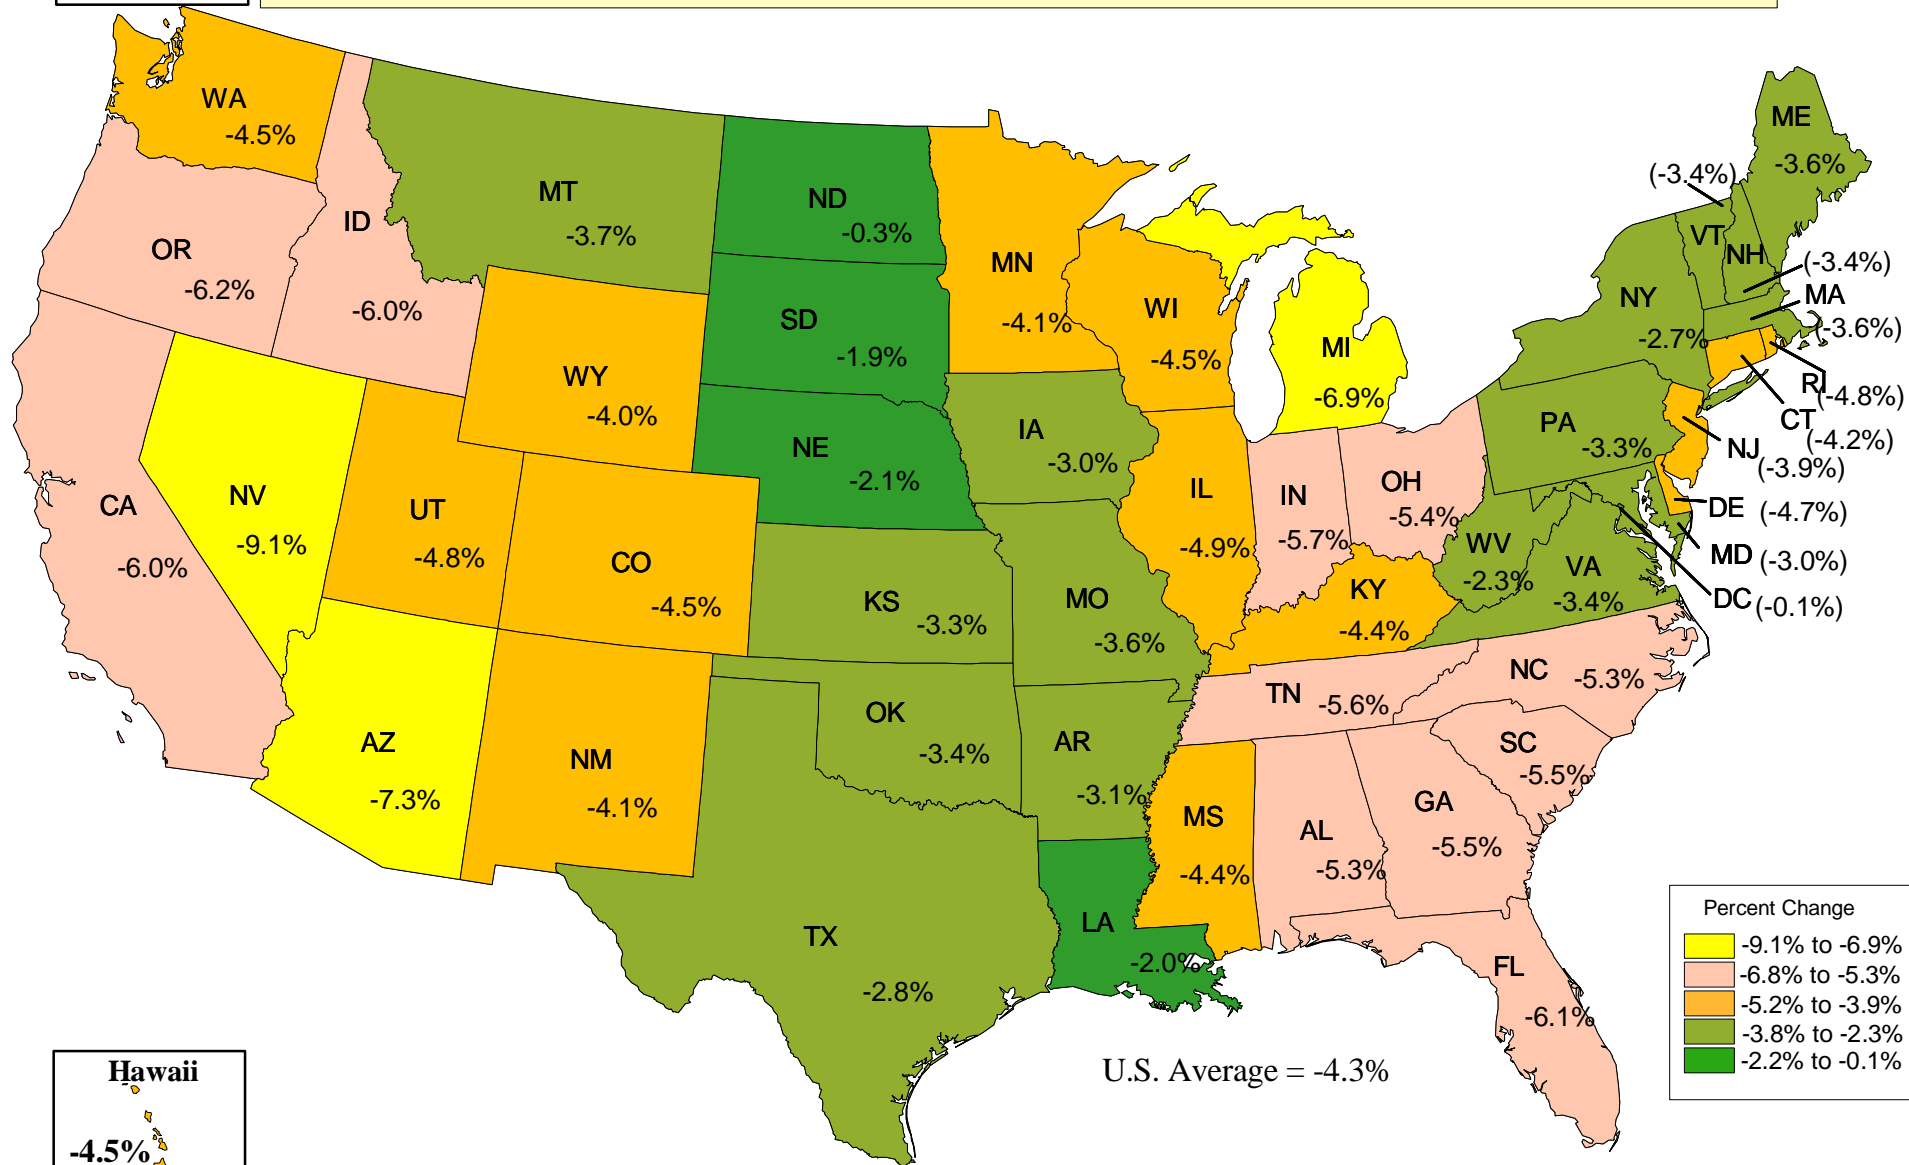 WA
-4.5%
OR
-6.2%
ID
-6.0%
MT
-3.7%
ND
-0.3%
SD
-1.9%
MN
-4.1%
WI
-4.5%
MI
-6.9%
ME
-3.6%
(-3.4%)
VT
NH
(-3.4%)
MA
(-3.6%)
NY
-2.7%
RI
(-4.8%)
CT
(-4.2%)
NJ
(-3.9%)
PA
-3.3%
DE (-4.7%)
MD (-3.0%)
DC (-0.1%)
WY
-4.0%
NE
-2.1%
IA
-3.0%
CA
-6.0%
NV
-9.1%
UT
-4.8%
CO
-4.5%
KS
-3.3%
MO
-3.6%
IL
-4.9%
IN
-5.7%
OH
-5.4%
WV
-2.3%
VA
-3.4%
KY
-4.4%
TN -5.6%
NC -5.3%
SC
-5.5%
AZ
-7.3%
NM
-4.1%
OK
-3.4%
AR
-3.1%
MS
-4.4%
AL
-5.3%
GA
-5.5%
TX
-2.8%
LA
-2.0%
FL
-6.1%
Percent Change
-9.1% to -6.9%
-6.8% to -5.3%
-5.2% to -3.9%
-3.8% to -2.3%
-2.2% to -0.1%
U.S. Average = -4.3%
Hawaii
-4.5%